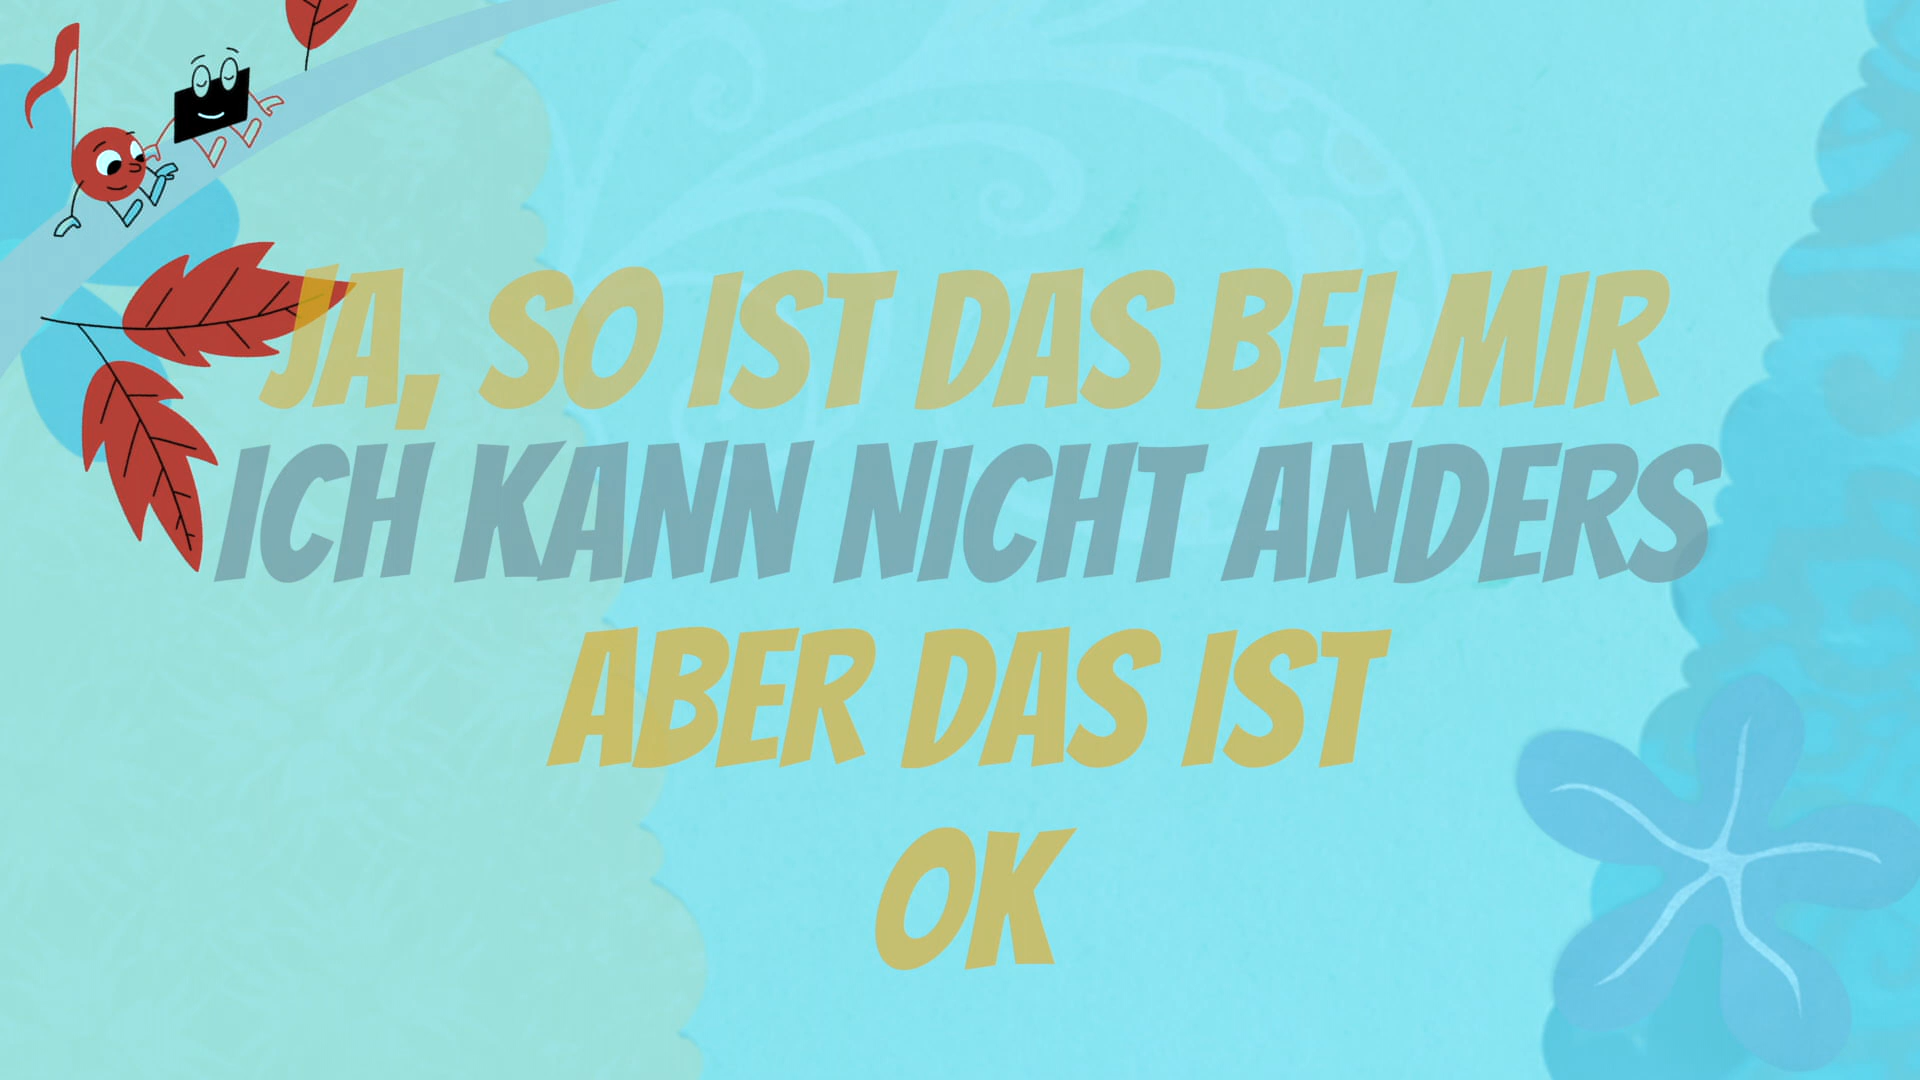 JA, SO IST DAS BEI MIR
ICH KANN NICHT ANDERS
ABER DAS IST
OK